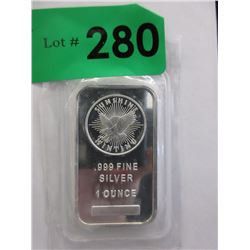 Lot # 280
SUNSHINE
MINTING
.999 FINE
SILVER
1 OUNCE